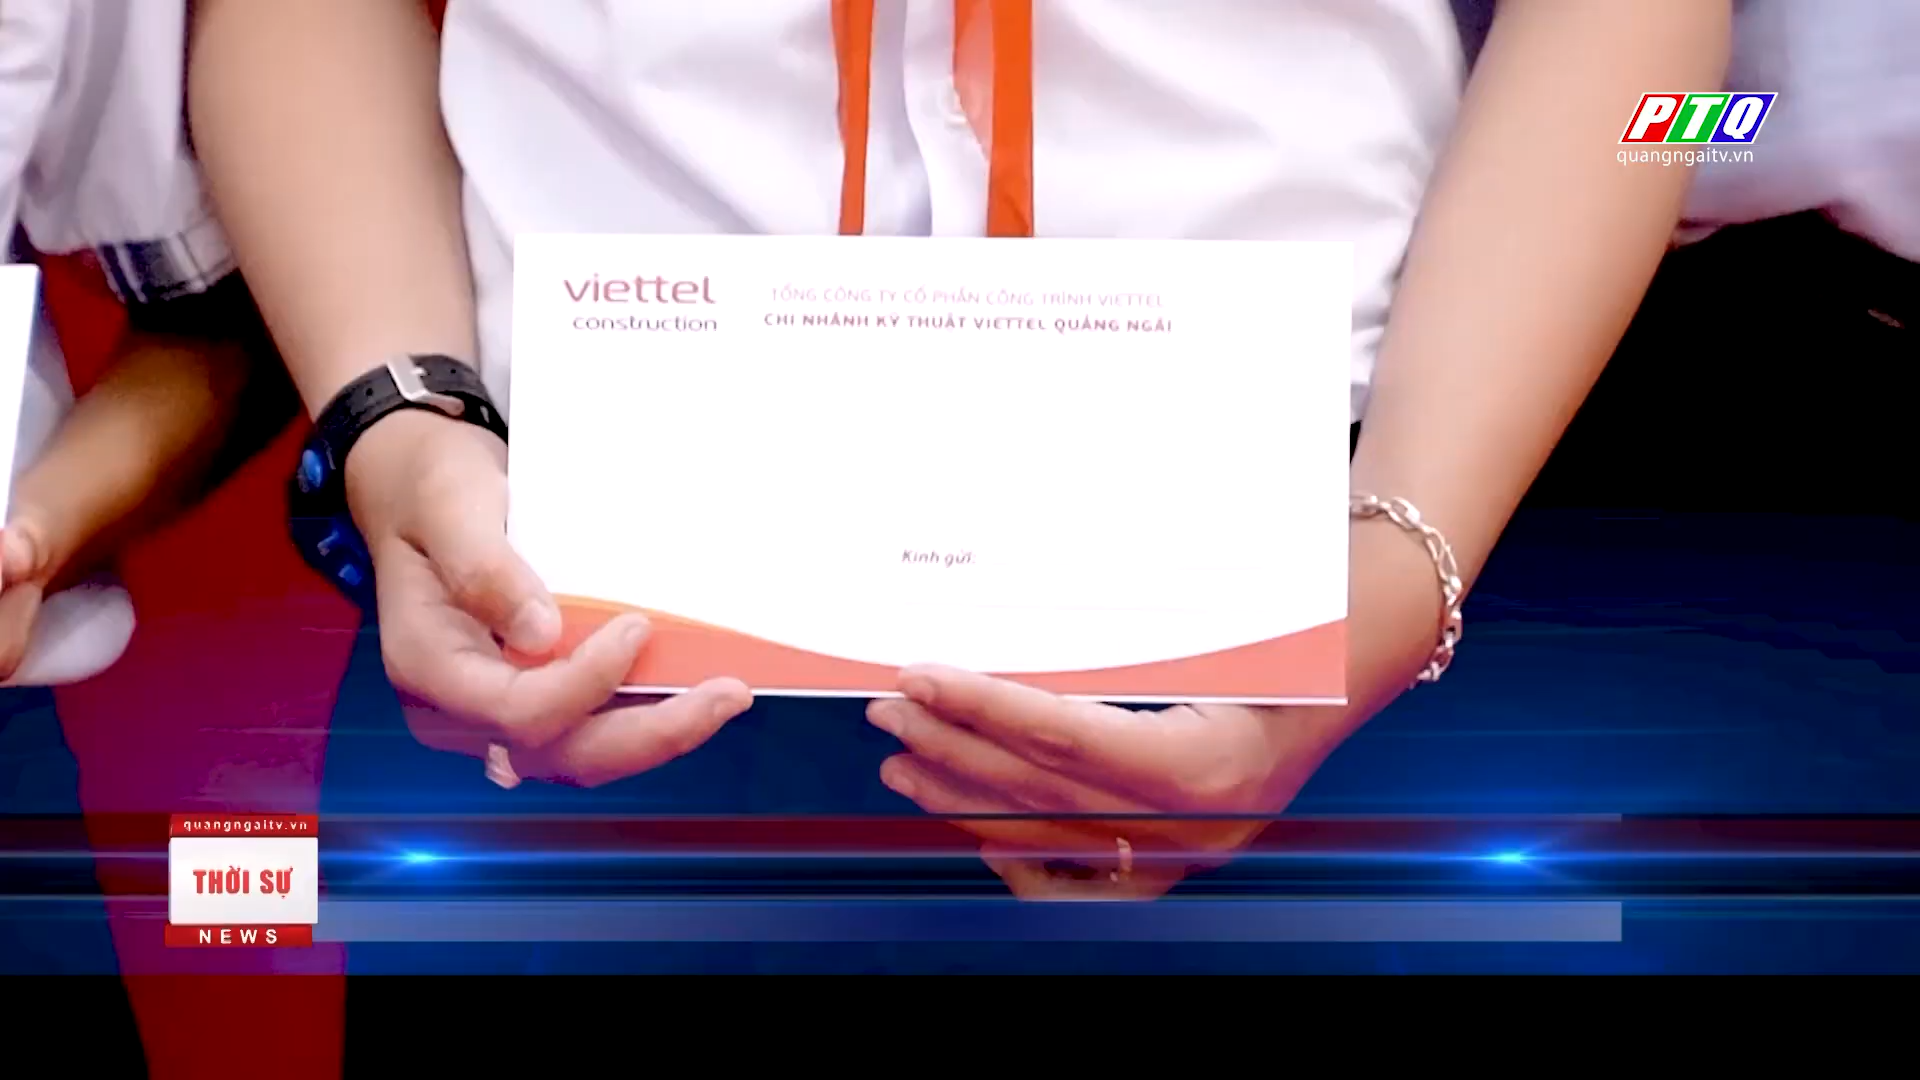 PTQ
quangngaitv.vn
viettel
construction
TỔNG CÔNG TY CỔ PHẦN CÔNG TRÌNH VIETTEL
CHI NHÁNH KỸ THUẬT VIETTEL QUẢNG NGÃI
Kính gửi:
quangngaitv.vn
THỜI SỰ
NEWS